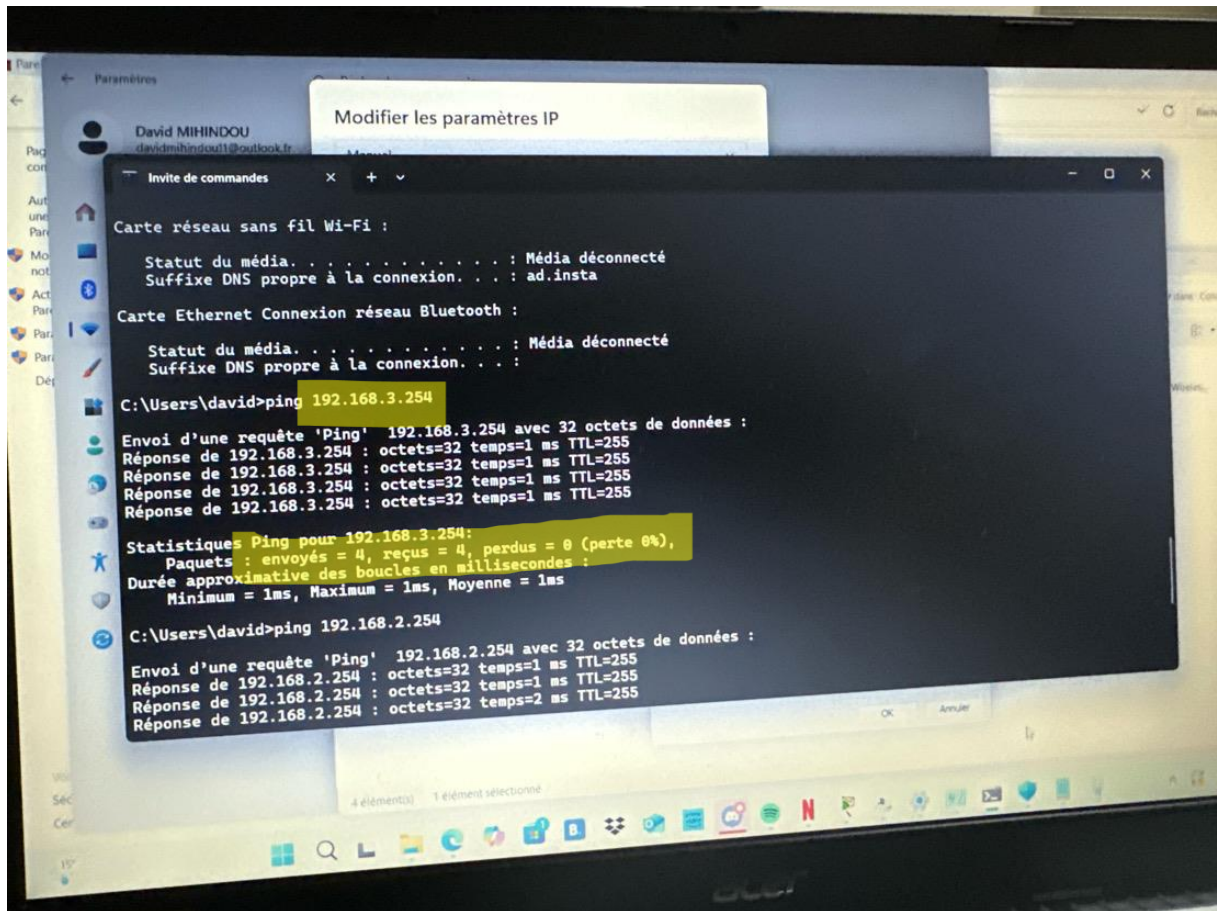 Paramètres
Modifier les paramètres IP
David MIHINDOU
davidmihindou11@outlook.fr
Manuel
Invite de commandes
Carte réseau sans fil Wi-Fi :
Statut du média. . . . . . . . . . . . : Média déconnecté
Suffixe DNS propre à la connexion. . . : ad.insta
Carte Ethernet Connexion réseau Bluetooth :
Statut du média. . . . . . . . . . . . : Média déconnecté
Suffixe DNS propre à la connexion. . . :
C:\Users\david>ping 192.168.3.254
Envoi d'une requête 'Ping'  192.168.3.254 avec 32 octets de données :
Réponse de 192.168.3.254 : octets=32 temps=1 ms TTL=255
Réponse de 192.168.3.254 : octets=32 temps=1 ms TTL=255
Réponse de 192.168.3.254 : octets=32 temps=1 ms TTL=255
Réponse de 192.168.3.254 : octets=32 temps=1 ms TTL=255
Statistiques Ping pour 192.168.3.254:
Paquets : envoyés = 4, reçus = 4, perdus = 0 (perte 0%),
Durée approximative des boucles en millisecondes :
Minimum = 1ms, Maximum = 1ms, Moyenne = 1ms
C:\Users\david>ping 192.168.2.254
Envoi d'une requête 'Ping'  192.168.2.254 avec 32 octets de données :
Réponse de 192.168.2.254 : octets=32 temps=1 ms TTL=255
Réponse de 192.168.2.254 : octets=32 temps=1 ms TTL=255
Réponse de 192.168.2.254 : octets=32 temps=2 ms TTL=255
OK Annuler
4 élément(s) 1 élément sélectionné
15°
acer